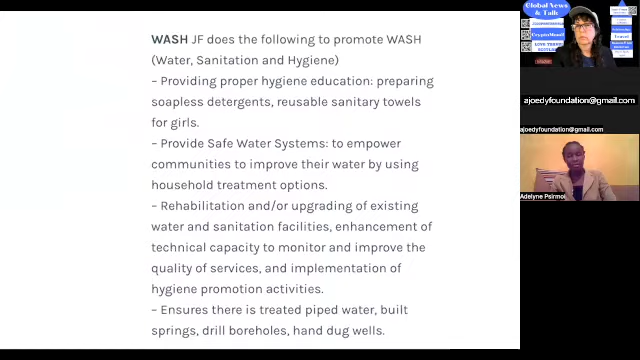 WASH JF does the following to promote WASH
(Water, Sanitation and Hygiene)
– Providing proper hygiene education: preparing
soapless detergents, reusable sanitary towels
for girls.
– Provide Safe Water Systems: to empower
communities to improve their water by using
household treatment options.
– Rehabilitation and/or upgrading of existing
water and sanitation facilities, enhancement of
technical capacity to monitor and improve the
quality of services, and implementation of
hygiene promotion activities.
– Ensures there is treated piped water, built
springs, drill boreholes, hand dug wells.
Global News
& Talk
ajoedyfoundation@gmail.com
ajoedyfoundation@gmail.com
Adelyne Psirmoi